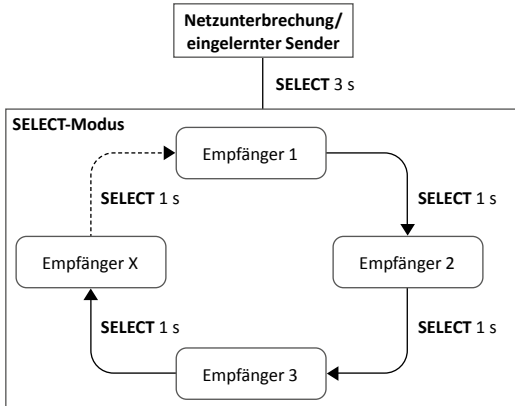 Netzunterbrechung/
eingelernter Sender
SELECT 3 s
SELECT-Modus
Empfänger 1
SELECT 1 s
SELECT 1 s
Empfänger X
Empfänger 2
SELECT 1 s
SELECT 1 s
Empfänger 3